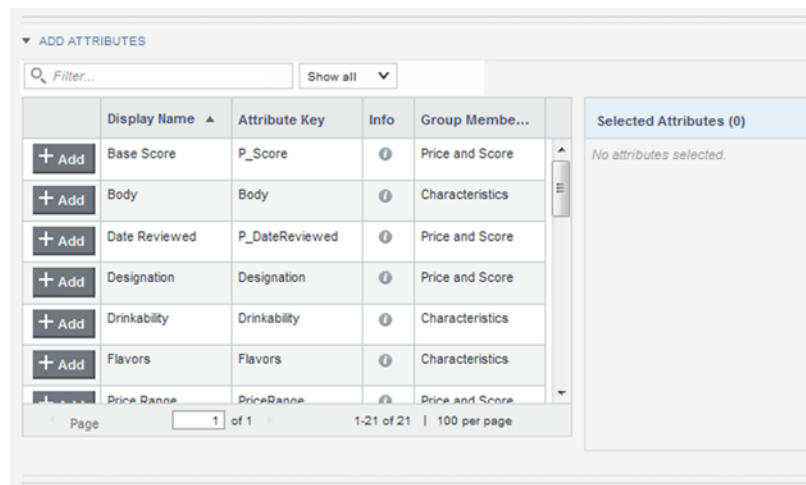 ADD ATTRIBUTES
Filter...
Show all
Display Name Attribute Key Info Group Membe...
+ Add Base Score P_Score Price and Score
+ Add Body Body Characteristics
+ Add Date Reviewed P_DateReviewed Price and Score
+ Add Designation Designation Price and Score
+ Add Drinkability Drinkability Characteristics
+ Add Flavors Flavors Characteristics
+ Add Price Range PriceRange Price and Score
Page 1 of 1 1-21 of 21 | 100 per page
Selected Attributes (0)
No attributes selected.